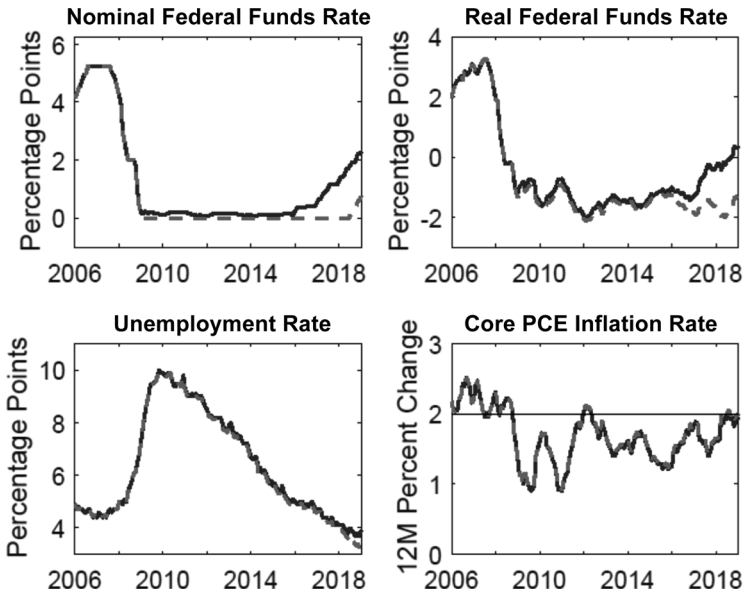 Nominal Federal Funds Rate
Percentage Points
6
4
2
0
2006 2010 2014 2018
Real Federal Funds Rate
Percentage Points
4
2
0
-2
2006 2010 2014 2018
Unemployment Rate
Percentage Points
10
8
6
4
2006 2010 2014 2018
Core PCE Inflation Rate
12M Percent Change
3
2
1
0
2006 2010 2014 2018